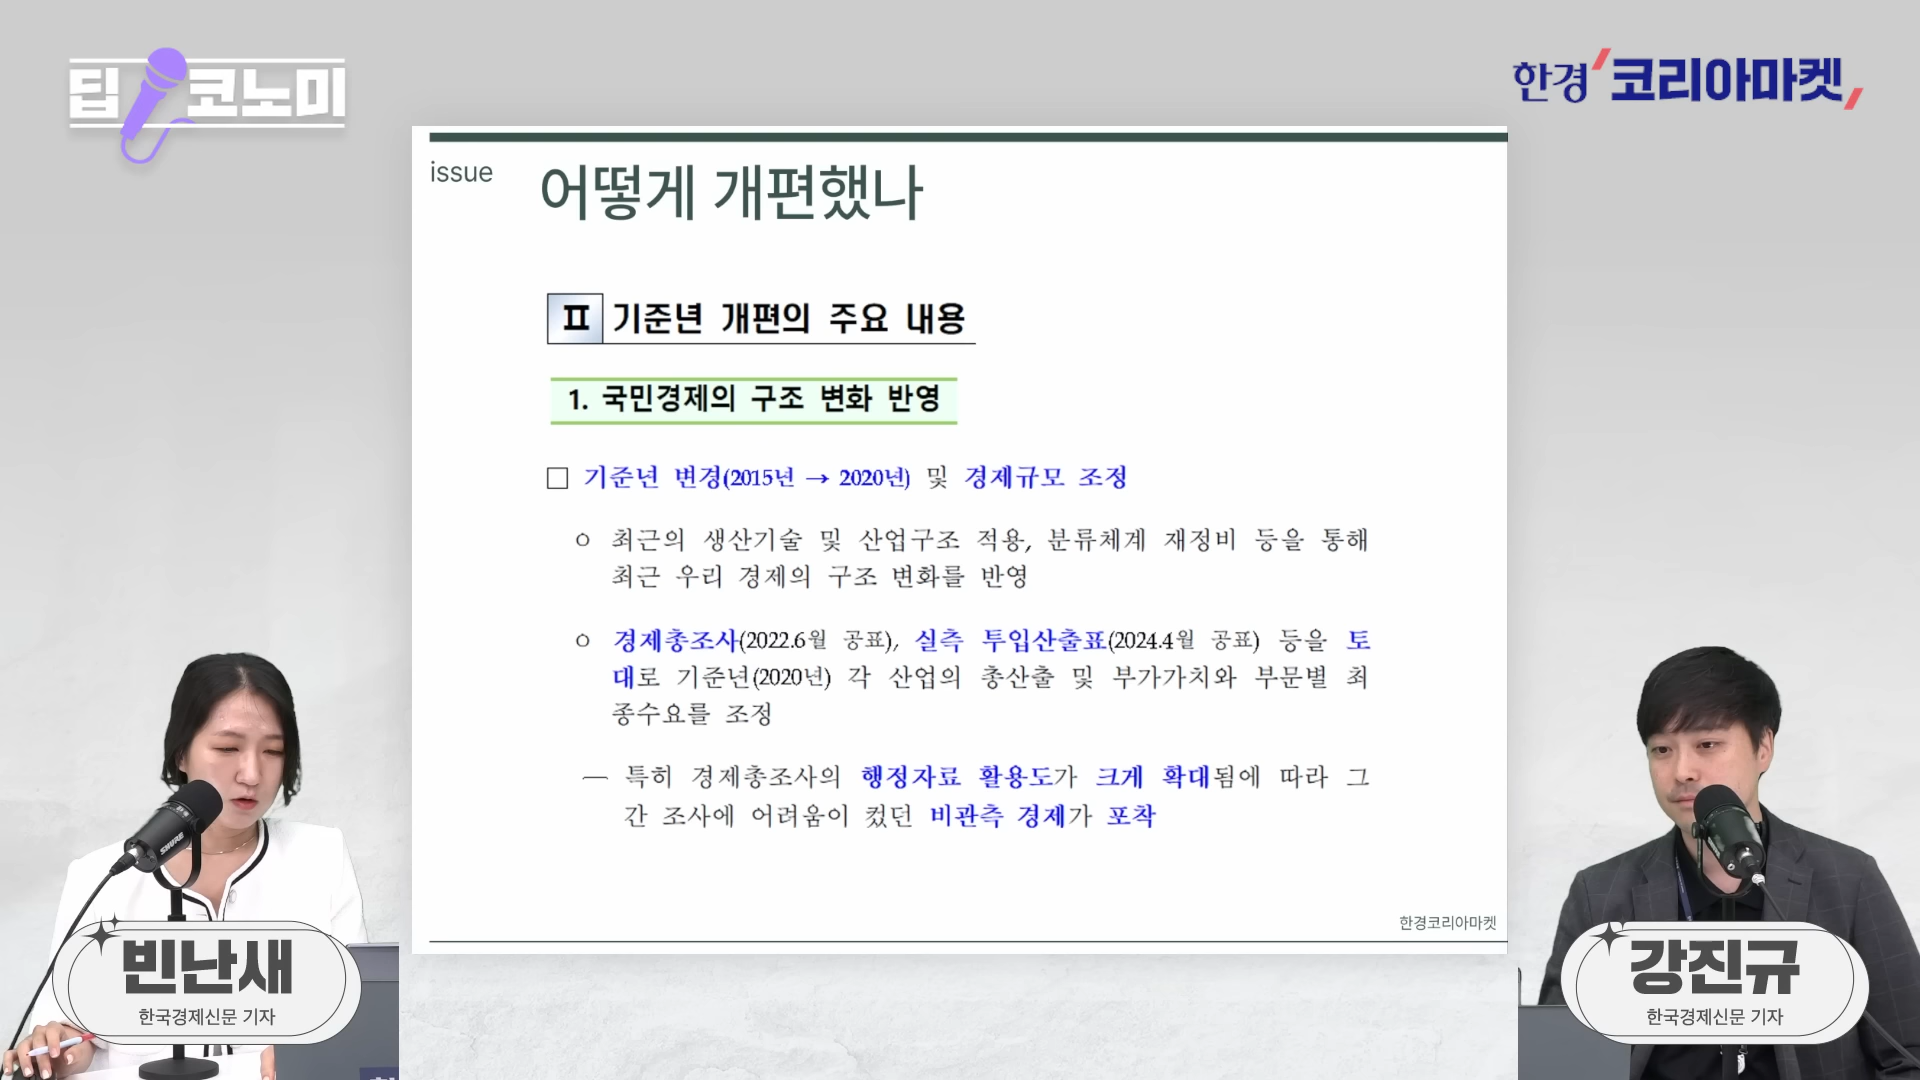 딥코노미
한경 코리아마켓
issue
어떻게 개편했나
Ⅱ 기준년 개편의 주요 내용
1. 국민경제의 구조 변화 반영
□ 기준년 변경(2015년 → 2020년) 및 경제규모 조정
○ 최근의 생산기술 및 산업구조 적용, 분류체계 재정비 등을 통해
최근 우리 경제의 구조 변화를 반영
○ 경제총조사(2022.6월 공표), 실측 투입산출표(2024.4월 공표) 등을 토
대로 기준년(2020년) 각 산업의 총산출 및 부가가치와 부문별 최
종수요를 조정
― 특히 경제총조사의 행정자료 활용도가 크게 확대됨에 따라 그
간 조사에 어려움이 컸던 비관측 경제가 포착
한경코리아마켓
SHURE
빈난새
한국경제신문 기자
강진규
한국경제신문 기자